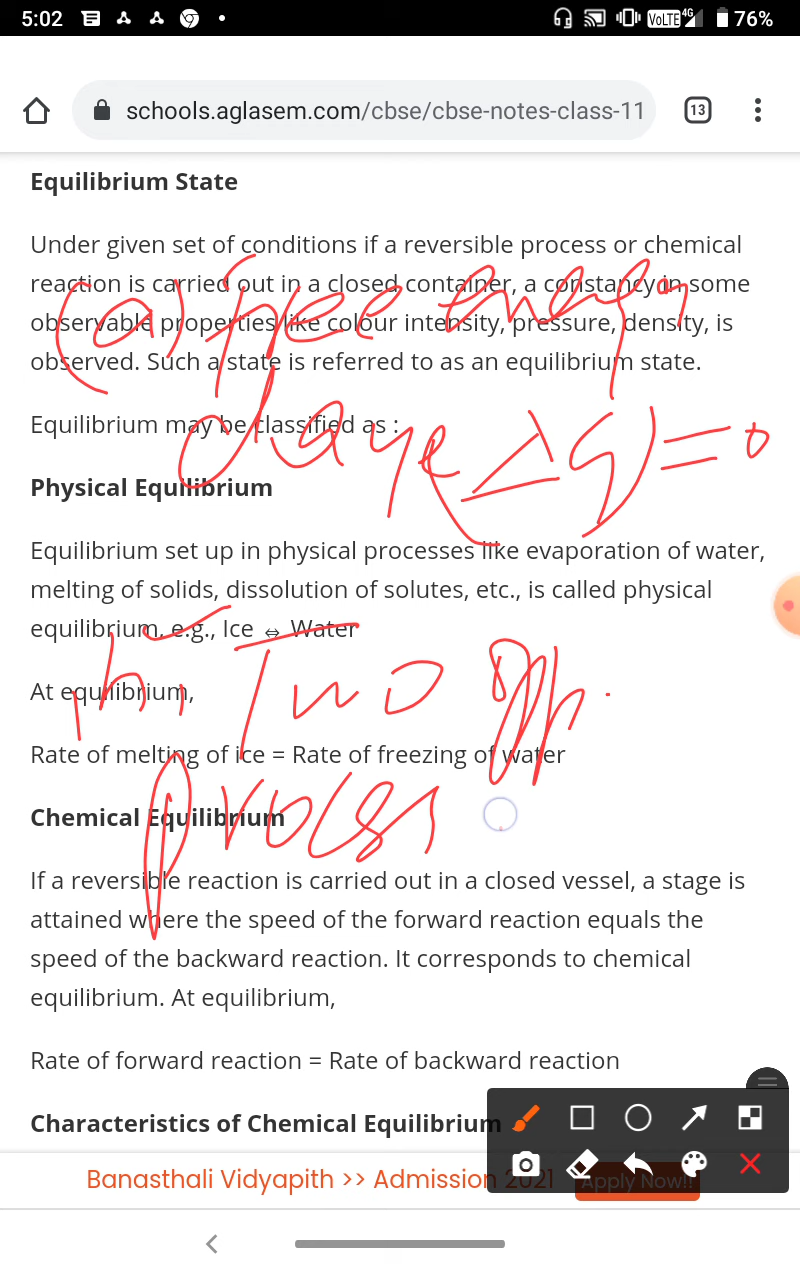 5:02
VoLTE 4G 76%
schools.aglasem.com/cbse/cbse-notes-class-11
13
Equilibrium State
Under given set of conditions if a reversible process or chemical
reaction is carried out in a closed container, a constancy in some
observable properties like colour intensity, pressure, density, is
observed. Such a state is referred to as an equilibrium state.
(a) free energy
Equilibrium may be classified as :
(ΔG) = 0
Physical Equilibrium
Equilibrium set up in physical processes like evaporation of water,
melting of solids, dissolution of solutes, etc., is called physical
equilibrium, e.g., Ice ⇔ Water
At equilibrium,
Two
Rate of melting of ice = Rate of freezing of water
Chemical Equilibrium
process
If a reversible reaction is carried out in a closed vessel, a stage is
attained where the speed of the forward reaction equals the
speed of the backward reaction. It corresponds to chemical
equilibrium. At equilibrium,
Rate of forward reaction = Rate of backward reaction
Characteristics of Chemical Equilibrium
Banasthali Vidyapith >> Admission 2021 Apply Now!!